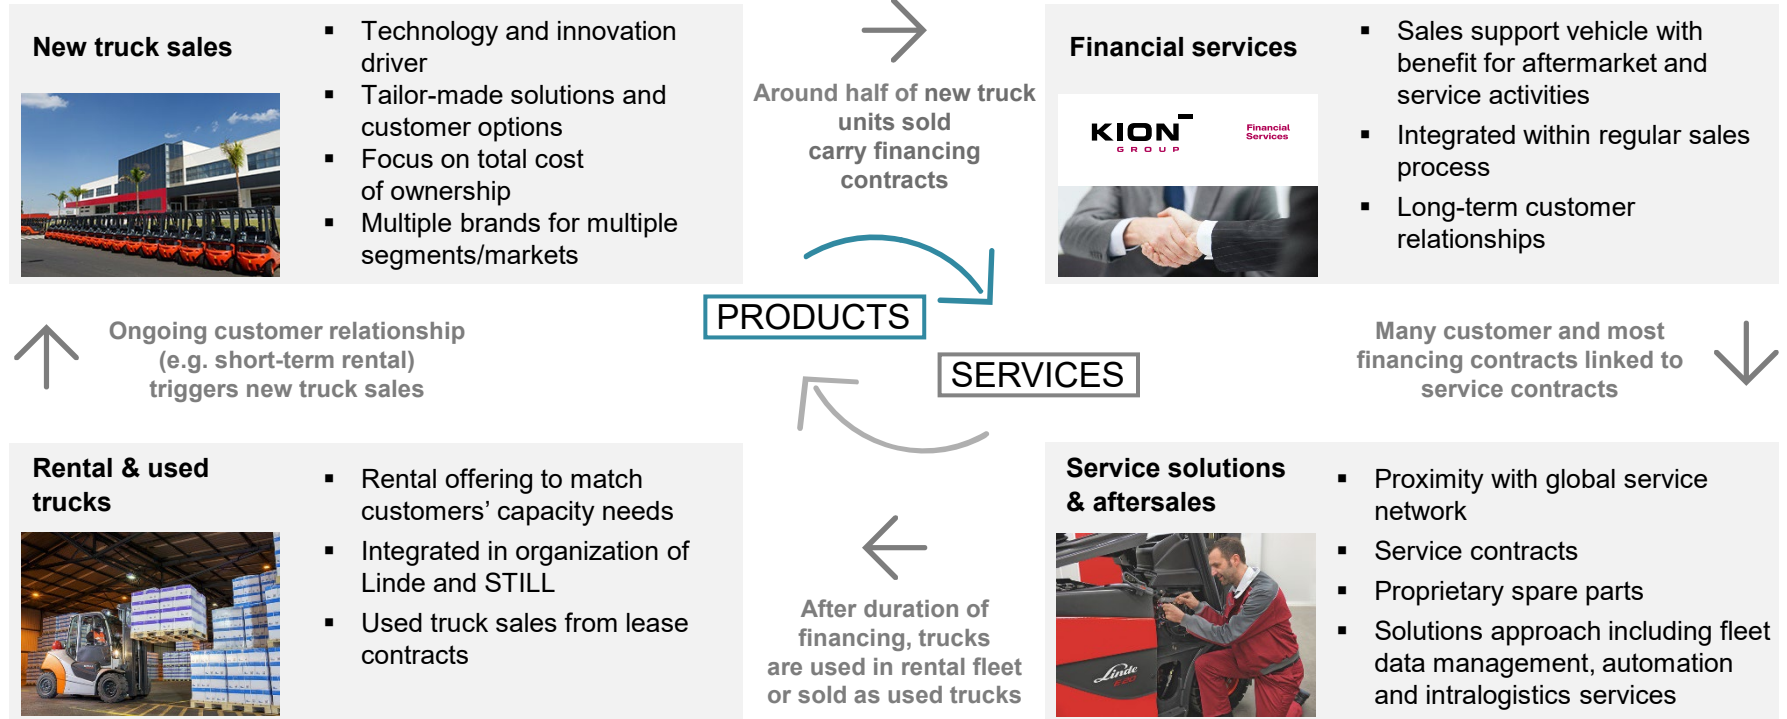 New truck sales
▪ Technology and innovation
driver
▪ Tailor-made solutions and
customer options
▪ Focus on total cost
of ownership
▪ Multiple brands for multiple
segments/markets
Around half of new truck
units sold
carry financing
contracts
Financial services
KION
GROUP
Financial
Services
▪ Sales support vehicle with
benefit for aftermarket and
service activities
▪ Integrated within regular sales
process
▪ Long-term customer
relationships
Ongoing customer relationship
(e.g. short-term rental)
triggers new truck sales
PRODUCTS
SERVICES
Many customer and most
financing contracts linked to
service contracts
Rental & used
trucks
▪ Rental offering to match
customers’ capacity needs
▪ Integrated in organization of
Linde and STILL
▪ Used truck sales from lease
contracts
After duration of
financing, trucks
are used in rental fleet
or sold as used trucks
Service solutions
& aftersales
Linde
E20
▪ Proximity with global service
network
▪ Service contracts
▪ Proprietary spare parts
▪ Solutions approach including fleet
data management, automation
and intralogistics services